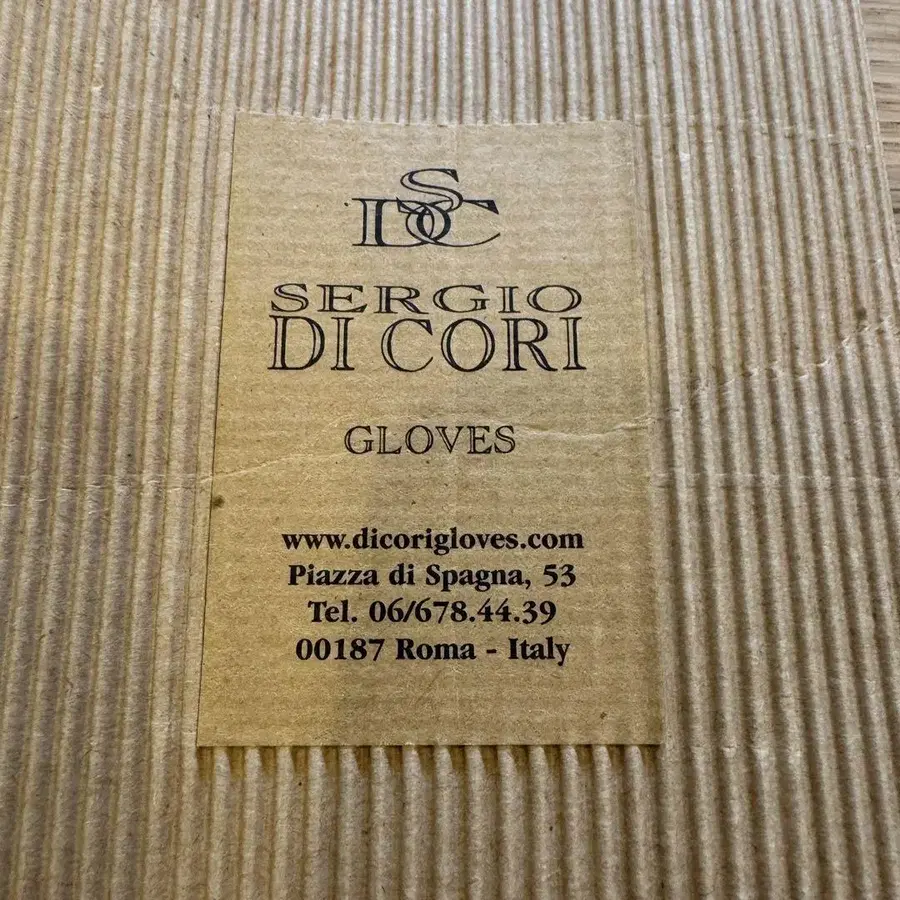 SDC
SERGIO
DI CORI
GLOVES
www.dicorigloves.com
Piazza di Spagna, 53
Tel. 06/678.44.39
00187 Roma - Italy